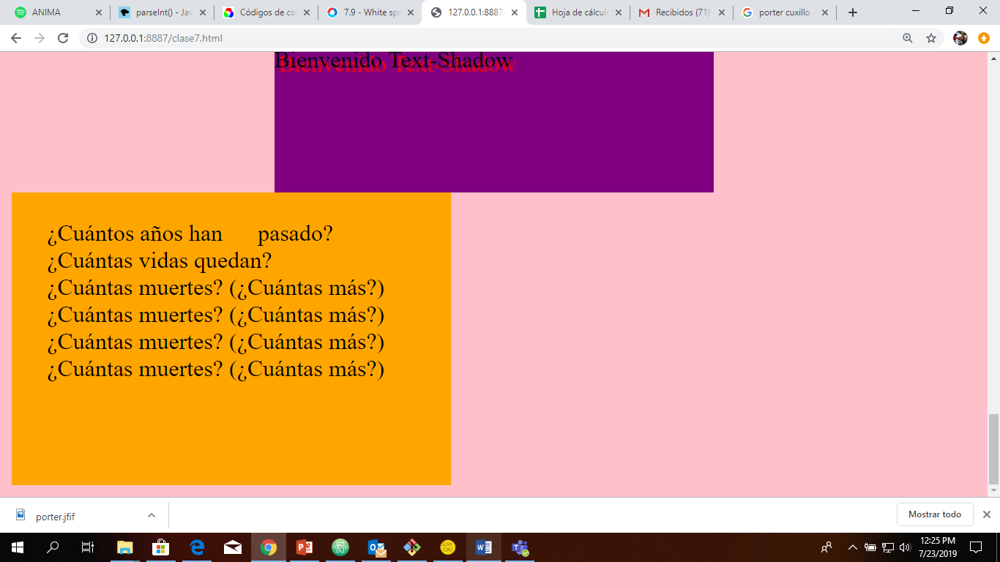 ANIMA
parseInt() - Jav
Códigos de co
7.9 - White spa
127.0.0.1:8887/
Hoja de cálcul
Recibidos (71)
porter cuxillo -
127.0.0.1:8887/clase7.html
Bienvenido Text-Shadow
¿Cuántos años han      pasado?
¿Cuántas vidas quedan?
¿Cuántas muertes? (¿Cuántas más?)
¿Cuántas muertes? (¿Cuántas más?)
¿Cuántas muertes? (¿Cuántas más?)
¿Cuántas muertes? (¿Cuántas más?)
porter.jfif
Mostrar todo
12:25 PM
7/23/2019